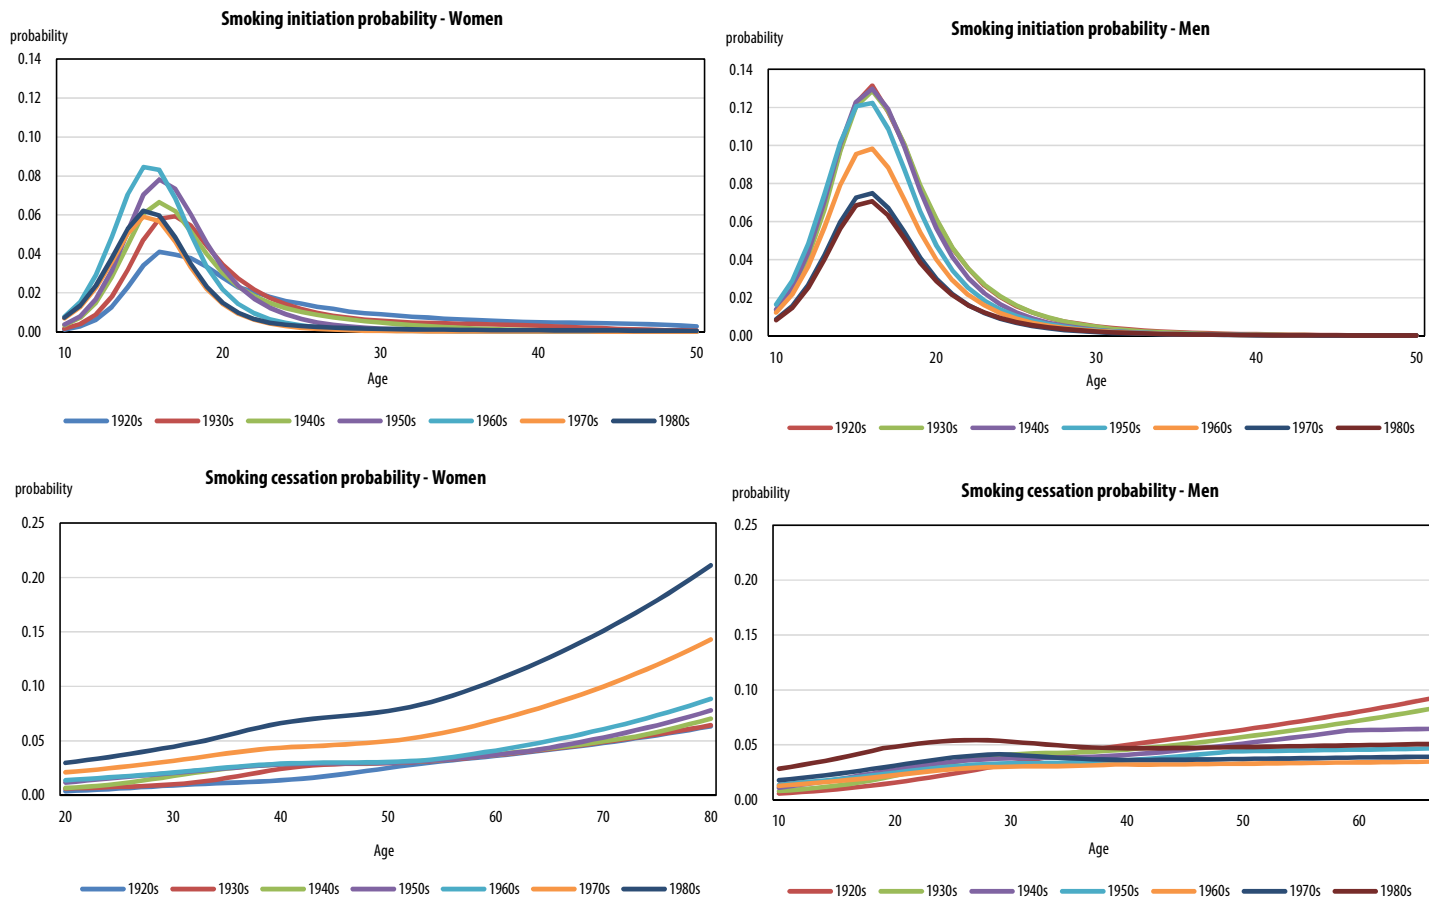 Smoking initiation probability - Women
probability
0.14
0.12
0.10
0.08
0.06
0.04
0.02
0.00
10 20 30 40 50
Age
1920s 1930s 1940s 1950s 1960s 1970s 1980s
Smoking initiation probability - Men
probability
0.14
0.12
0.10
0.08
0.06
0.04
0.02
0.00
10 20 30 40 50
Age
1920s 1930s 1940s 1950s 1960s 1970s 1980s
Smoking cessation probability - Women
probability
0.25
0.20
0.15
0.10
0.05
0.00
20 30 40 50 60 70 80
Age
1920s 1930s 1940s 1950s 1960s 1970s 1980s
Smoking cessation probability - Men
probability
0.25
0.20
0.15
0.10
0.05
0.00
10 20 30 40 50 60
Age
1920s 1930s 1940s 1950s 1960s 1970s 1980s